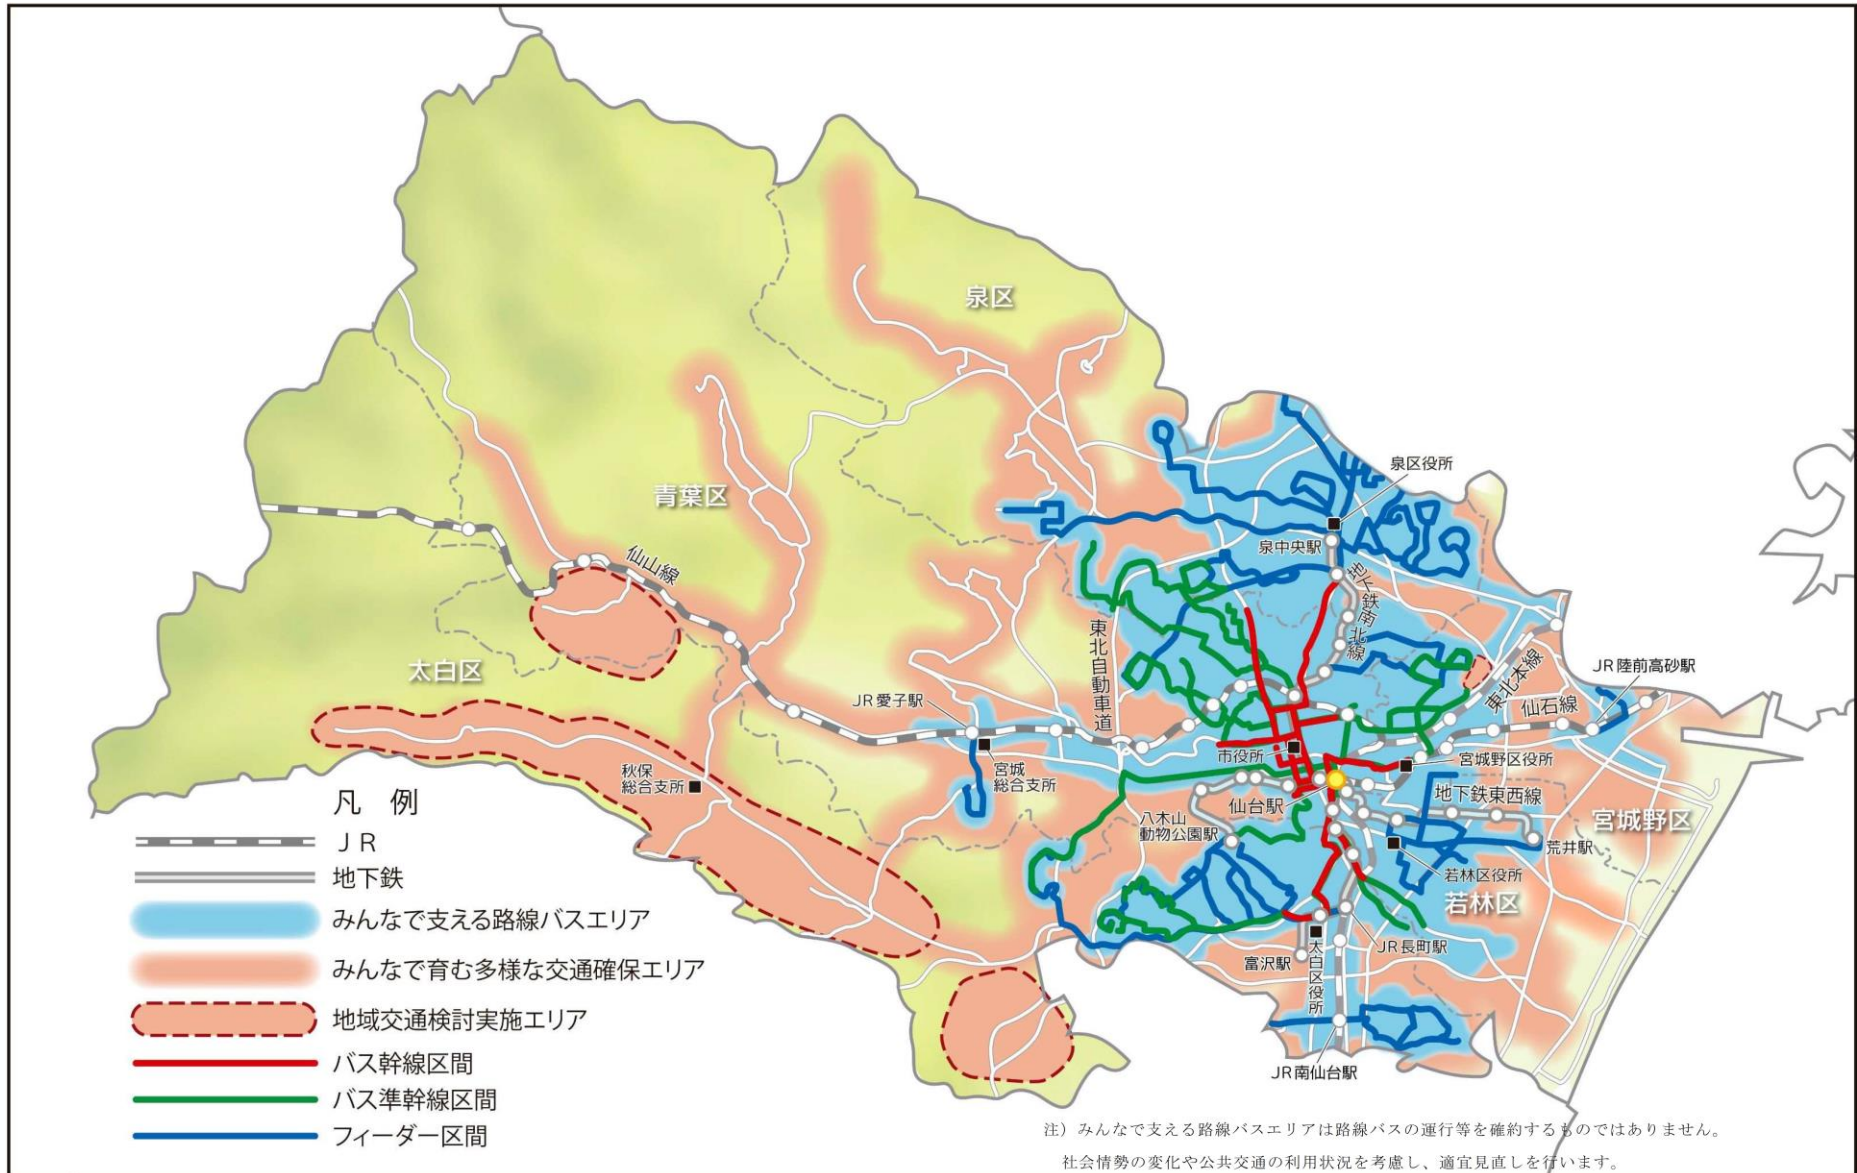 泉区
青葉区
泉区役所
泉中央駅
仙山線
地下鉄南北線
東北自動車道
太白区
東北本線
JR陸前高砂駅
JR愛子駅
仙石線
市役所
宮城野区役所
宮城
総合支所
秋保
総合支所
仙台駅
地下鉄東西線
八木山
動物公園駅
宮城野区
荒井駅
若林区役所
若林区
JR長町駅
富沢駅
太白区役所
JR南仙台駅
凡 例
JR
地下鉄
みんなで支える路線バスエリア
みんなで育む多様な交通確保エリア
地域交通検討実施エリア
バス幹線区間
バス準幹線区間
フィーダー区間
注)みんなで支える路線バスエリアは路線バスの運行等を確約するものではありません。
社会情勢の変化や公共交通の利用状況を考慮し、適宜見直しを行います。